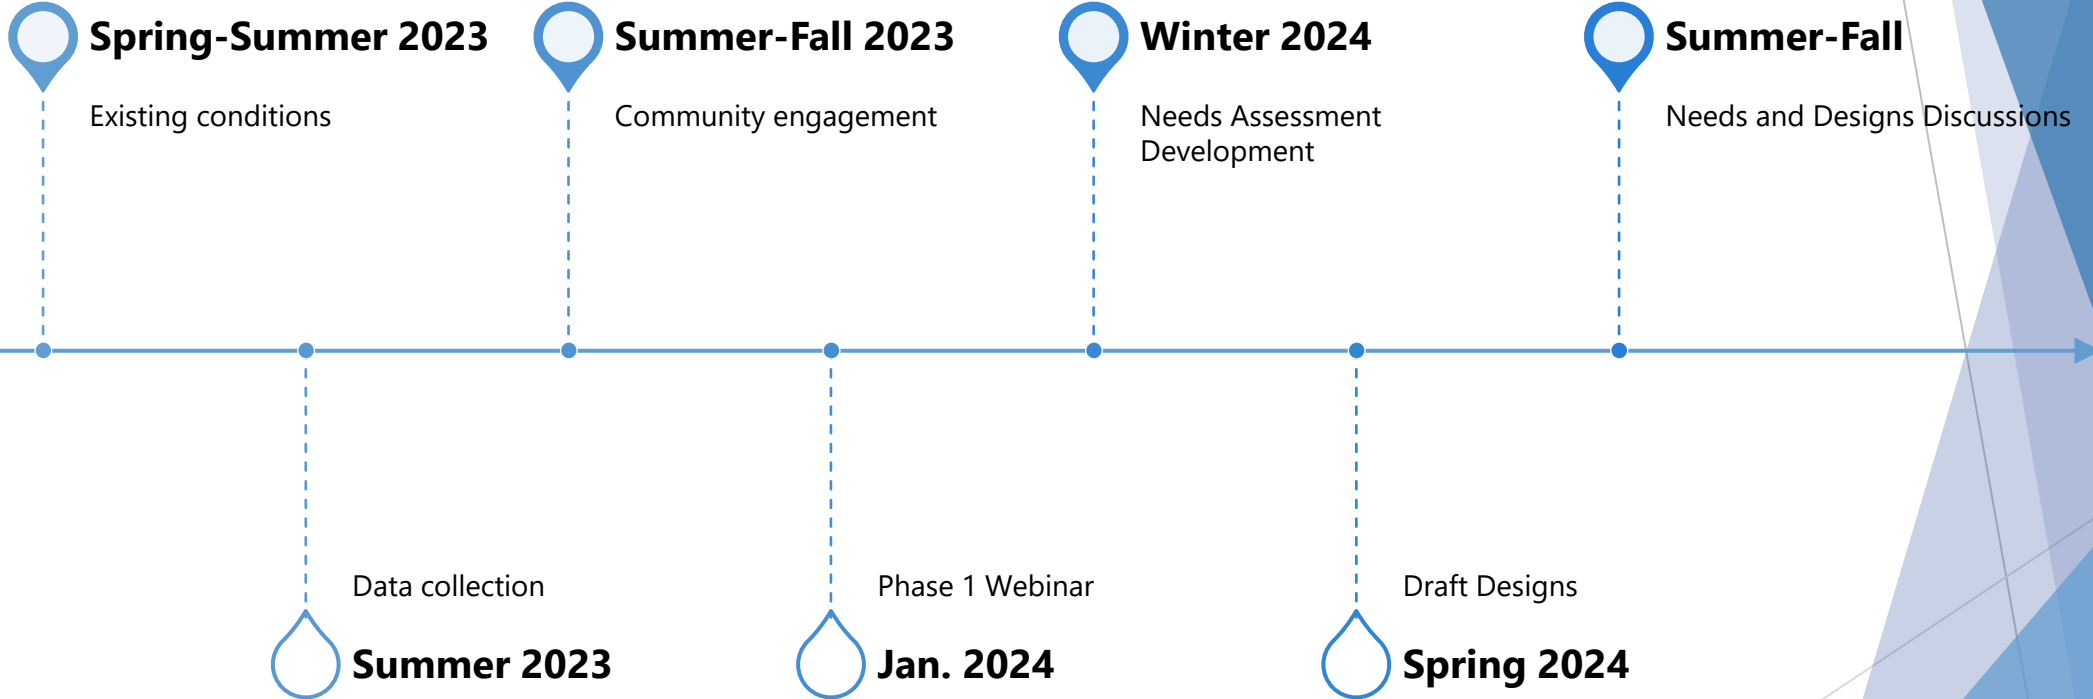 Spring-Summer 2023
Existing conditions
Summer-Fall 2023
Community engagement
Winter 2024
Needs Assessment
Development
Summer-Fall
Needs and Designs Discussions
Data collection
Summer 2023
Phase 1 Webinar
Jan. 2024
Draft Designs
Spring 2024